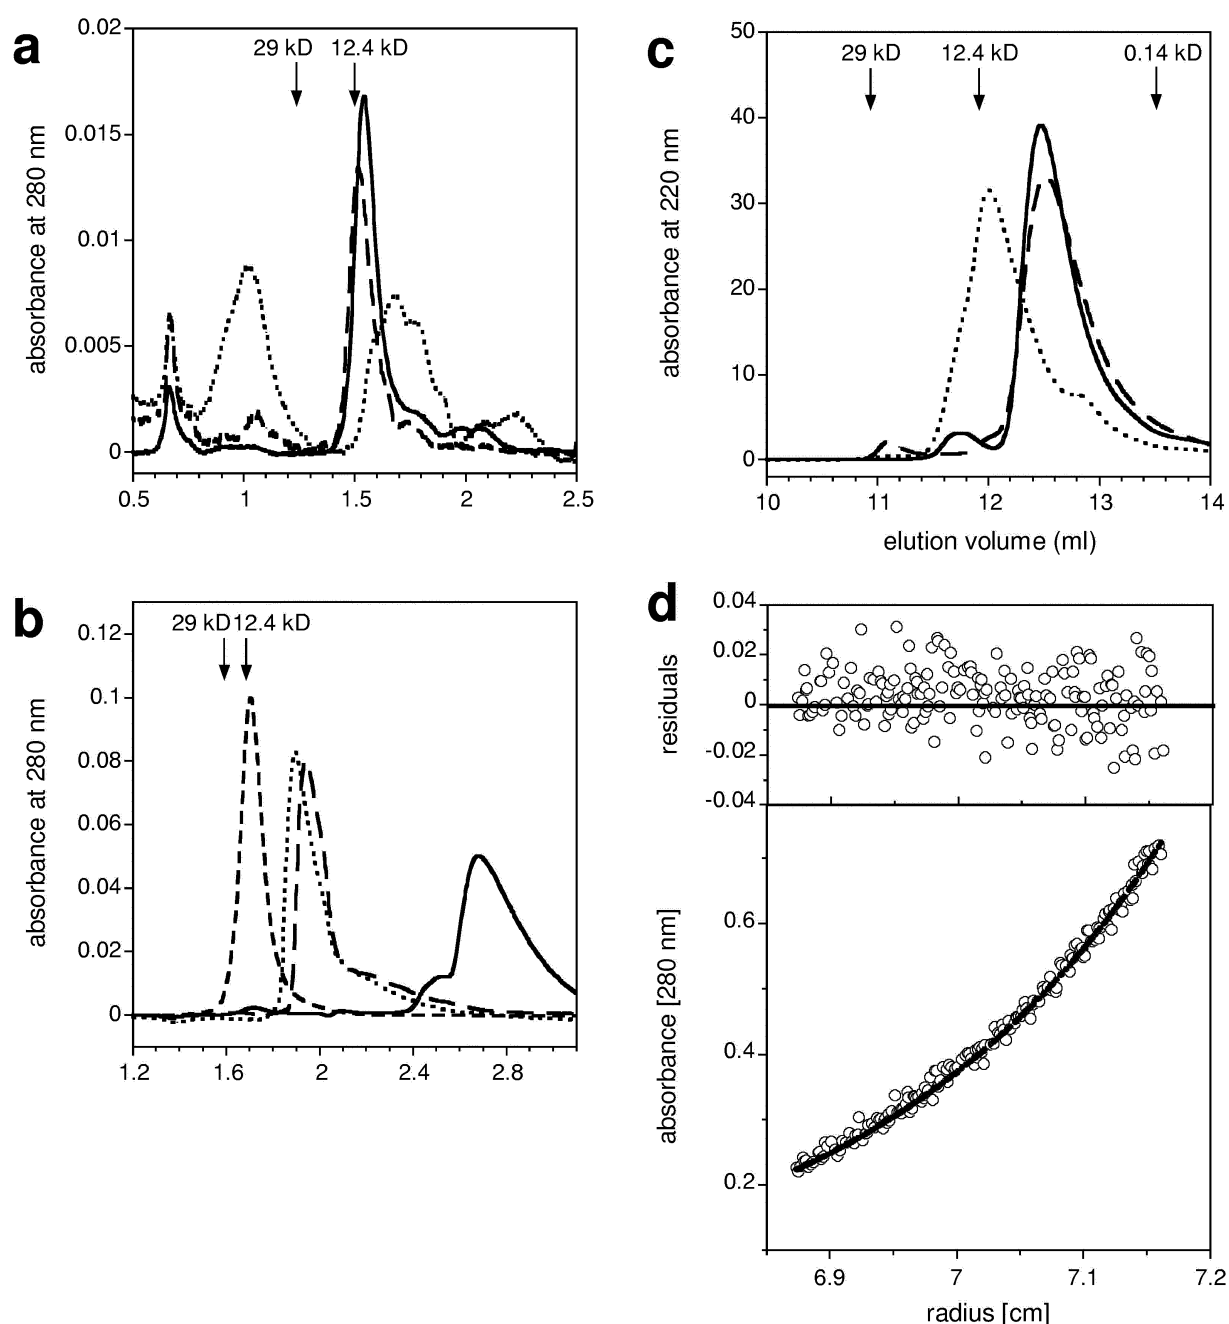 a
0.02
29 kD 12.4 kD
0.015
0.01
0.005
0
absorbance at 280 nm
0.5 1 1.5 2 2.5
c
50
29 kD 12.4 kD 0.14 kD
40
30
20
10
0
absorbance at 220 nm
10 11 12 13 14
elution volume (ml)
b
29 kD 12.4 kD
0.12
0.1
0.08
0.06
0.04
0.02
0
absorbance at 280 nm
1.2 1.6 2 2.4 2.8
d
0.04
0.02
0
-0.02
-0.04
residuals
0.6
0.4
0.2
absorbance [280 nm]
6.9 7 7.1 7.2
radius [cm]